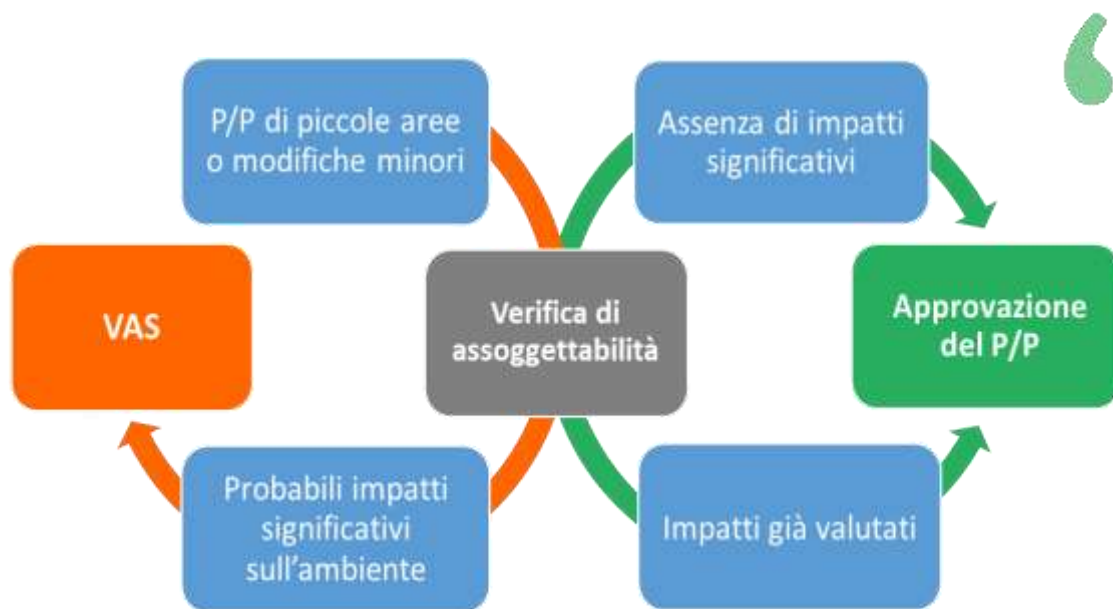 P/P di piccole aree
o modifiche minori
Assenza di impatti
significativi
VAS
Verifica di
assoggettabilità
Approvazione
del P/P
Probabili impatti
significativi
sull'ambiente
Impatti già valutati